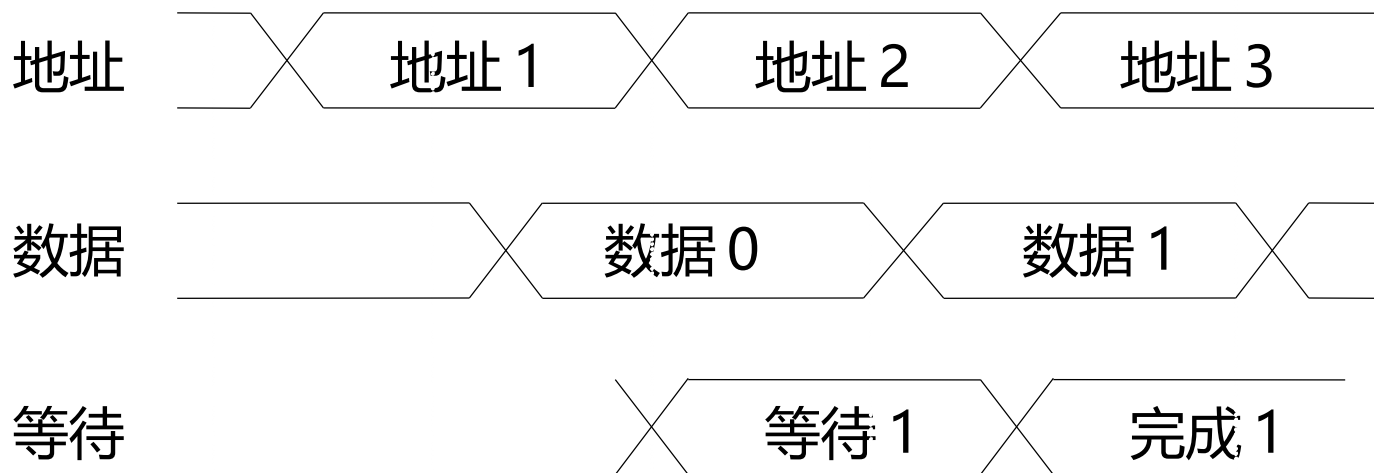 地址 地址 1 地址 2 地址 3
数据 数据 0 数据 1
等待 等待 1 完成 1